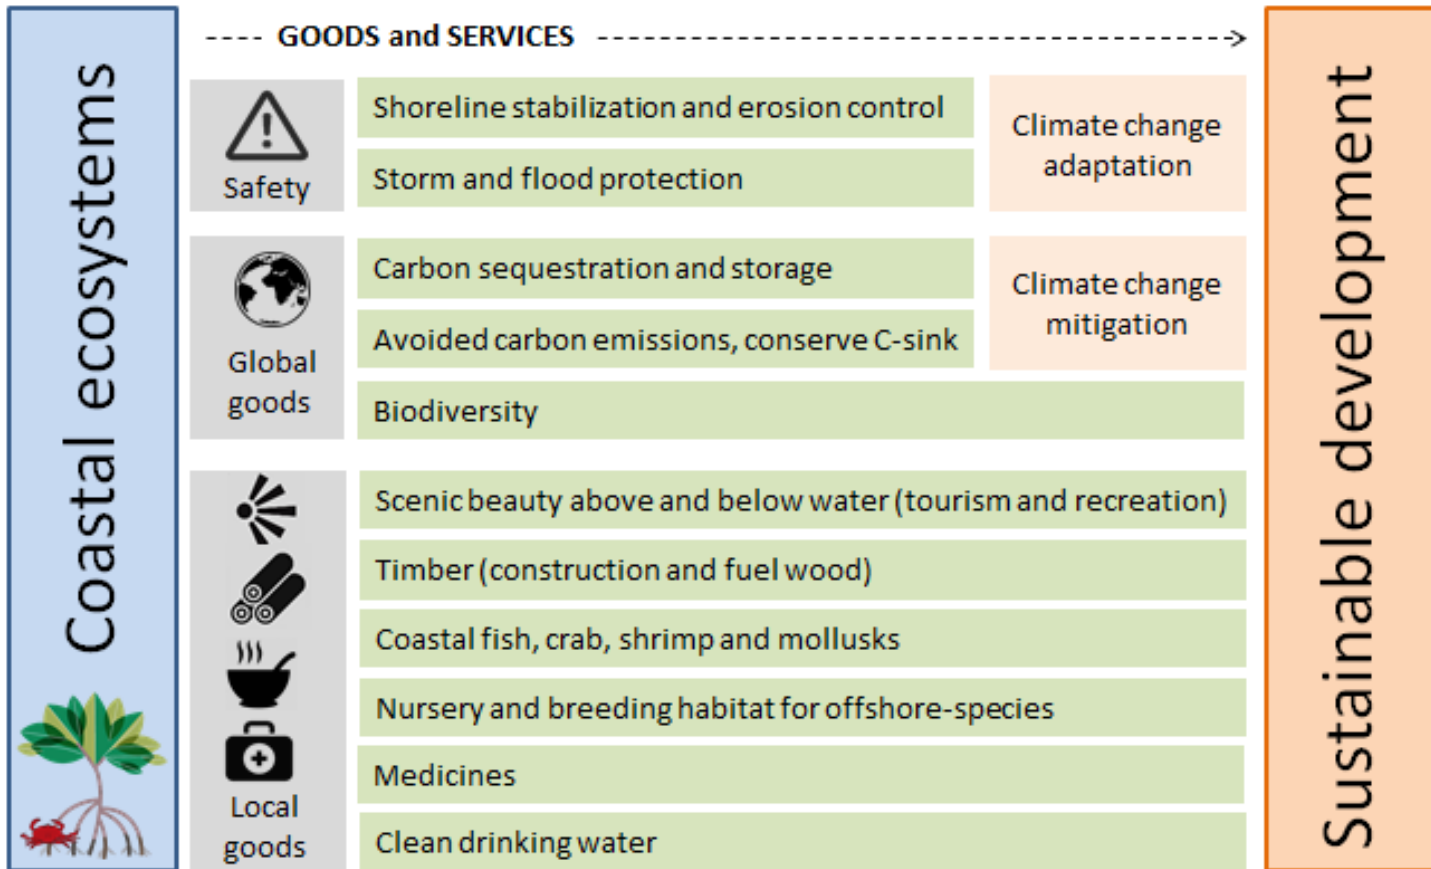 Coastal ecosystems
---- GOODS and SERVICES
Safety
Shoreline stabilization and erosion control
Storm and flood protection
Climate change
adaptation
Global
goods
Carbon sequestration and storage
Avoided carbon emissions, conserve C-sink
Biodiversity
Climate change
mitigation
Local
goods
Scenic beauty above and below water (tourism and recreation)
Timber (construction and fuel wood)
Coastal fish, crab, shrimp and mollusks
Nursery and breeding habitat for offshore-species
Medicines
Clean drinking water
Sustainable development